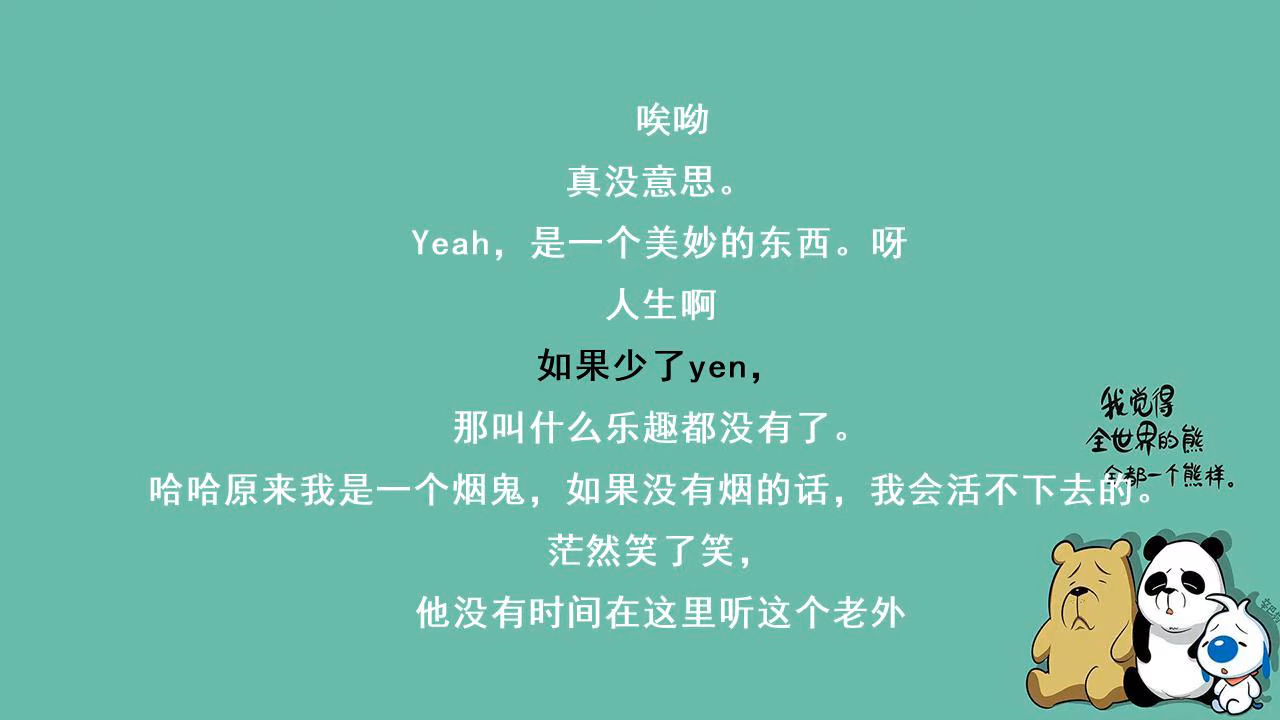 唉呦
真没意思。
Yeah，是一个美妙的东西。呀
人生啊
如果少了yen，
那叫什么乐趣都没有了。
哈哈原来我是一个烟鬼，如果没有烟的话，我会活不下去的。
茫然笑了笑，
他没有时间在这里听这个老外
我觉得
全世界的熊
全都一个熊样。